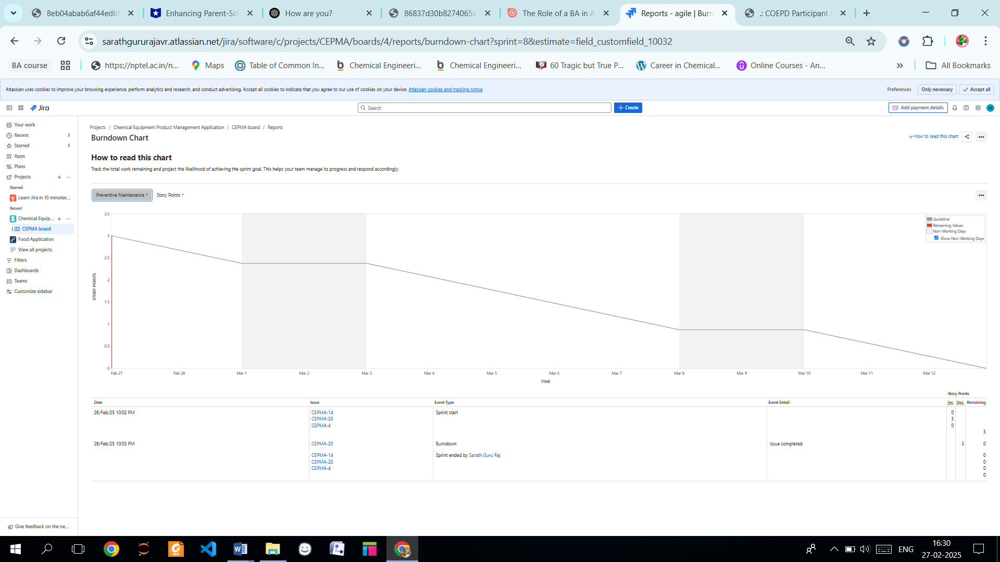 8eb04abab6af44edbf
Enhancing Parent-Sch
How are you?
86837d30b8274065a
The Role of a BA in A
Reports - agile | Burn
.: COEPD Participant
sarathgururajavr.atlassian.net/jira/software/c/projects/CEPMA/boards/4/reports/burndown-chart?sprint=8&estimate=field_customfield_10032
BA course
https://nptel.ac.in/n...
Maps
Table of Common In...
Chemical Engineeri...
Chemical Engineeri...
60 Tragic but True P...
Career in Chemical...
Online Courses - An...
All Bookmarks
Atlassian uses cookies to improve your browsing experience, perform analytics and research, and conduct advertising. Accept all cookies to indicate that you agree to our use of cookies on your device. Atlassian cookies and tracking notice
Preferences
Only necessary
Accept all
Jira
Search
Create
Add payment details
Your work
Recent
Starred
Apps
Plans
Projects
Starred
Learn Jira in 10 minutes...
Recent
Chemical Equip...
CEPMA board
Food Application
View all projects
Filters
Dashboards
Teams
Customize sidebar
Give feedback on the ne...
Projects / Chemical Equipment Product Management Application / CEPMA board / Reports
Burndown Chart
How to read this chart
How to read this chart
Track the total work remaining and project the likelihood of achieving the sprint goal. This helps your team manage its progress and respond accordingly.
Preventive Maintenance
Story Points
Guideline
Remaining Values
Non-Working Days
Show Non-Working Days
STORY POINTS
3.5
3
2.5
2
1.5
1
0.5
0
Feb 27 Feb 28 Mar 1 Mar 2 Mar 3 Mar 4 Mar 5 Mar 6 Mar 7 Mar 8 Mar 9 Mar 10 Mar 11 Mar 12
TIME
Story Points
Date Issue Event Type Event Detail Inc. Dec. Remaining
26/Feb/25 10:02 PM CEPMA-14 Sprint start 0
CEPMA-20 3
CEPMA-4 0
3
26/Feb/25 10:03 PM CEPMA-20 Burndown Issue completed 3 0
CEPMA-14 Sprint ended by Sarath Guru Raj 0
CEPMA-20 0
CEPMA-4 0
0
ENG
16:30
27-02-2025